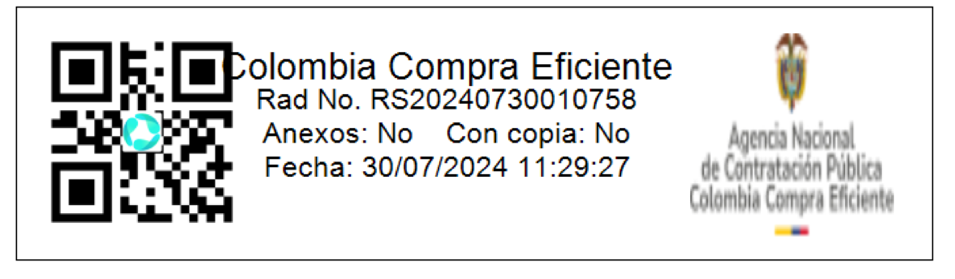 Colombia Compra Eficiente
Rad No. RS20240730010758
Anexos: No Con copia: No
Fecha: 30/07/2024 11:29:27
Agencia Nacional
de Contratación Pública
Colombia Compra Eficiente